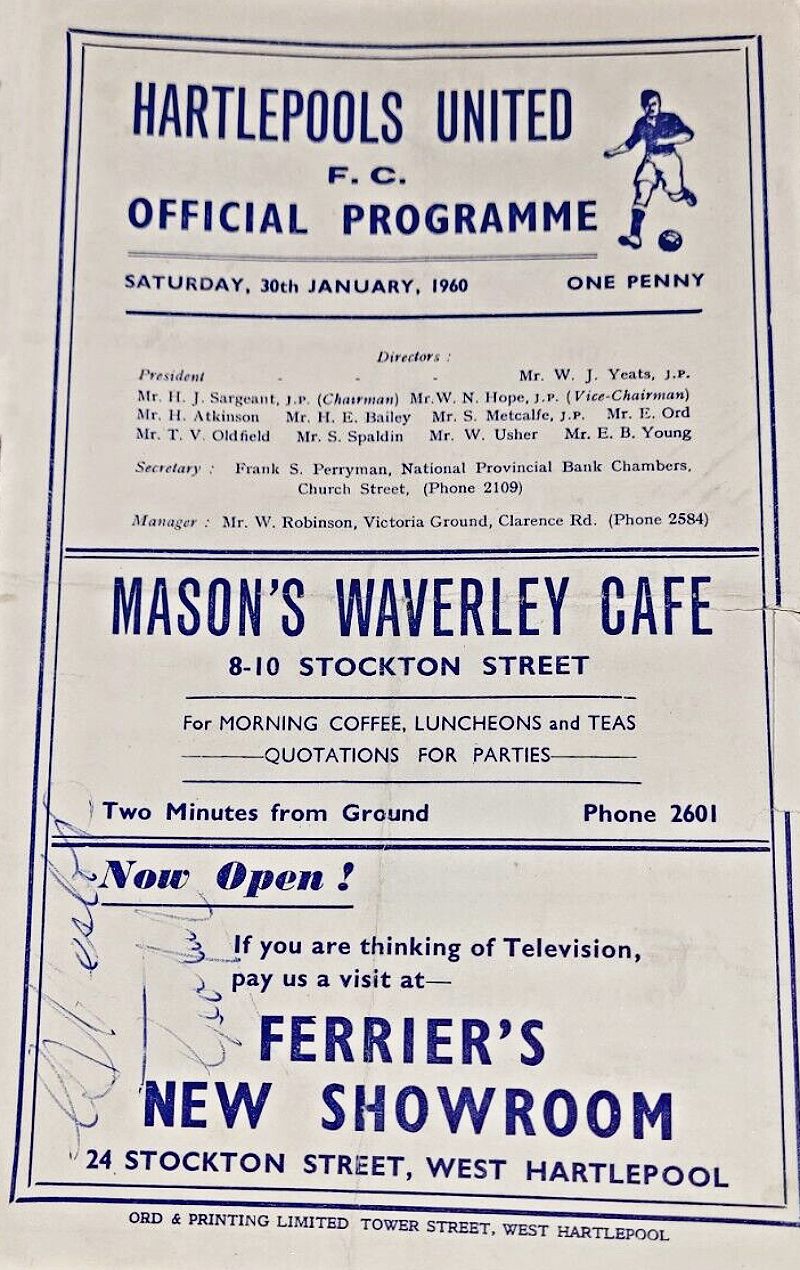 HARTLEPOOLS UNITED
F. C.
OFFICIAL PROGRAMME
SATURDAY, 30th JANUARY, 1960 ONE PENNY
Directors :
President - - - Mr. W. J. Yeats, J.P.
Mr. H. J. Sargeant, J.P. (Chairman) Mr. W. N. Hope, J.P. (Vice-Chairman)
Mr. H. Atkinson Mr. H. E. Bailey Mr. S. Metcalfe, J.P. Mr. E. Ord
Mr. T. V. Oldfield Mr. S. Spaldin Mr. W. Usher Mr. E. B. Young
Secretary : Frank S. Perryman, National Provincial Bank Chambers,
Church Street, (Phone 2109)
Manager : Mr. W. Robinson, Victoria Ground, Clarence Rd. (Phone 2584)
MASON'S WAVERLEY CAFE
8-10 STOCKTON STREET
For MORNING COFFEE, LUNCHEONS and TEAS
QUOTATIONS FOR PARTIES
Two Minutes from Ground Phone 2601
Now Open !
If you are thinking of Television,
pay us a visit at—
FERRIER'S
NEW SHOWROOM
24 STOCKTON STREET, WEST HARTLEPOOL
ORD & PRINTING LIMITED TOWER STREET, WEST HARTLEPOOL